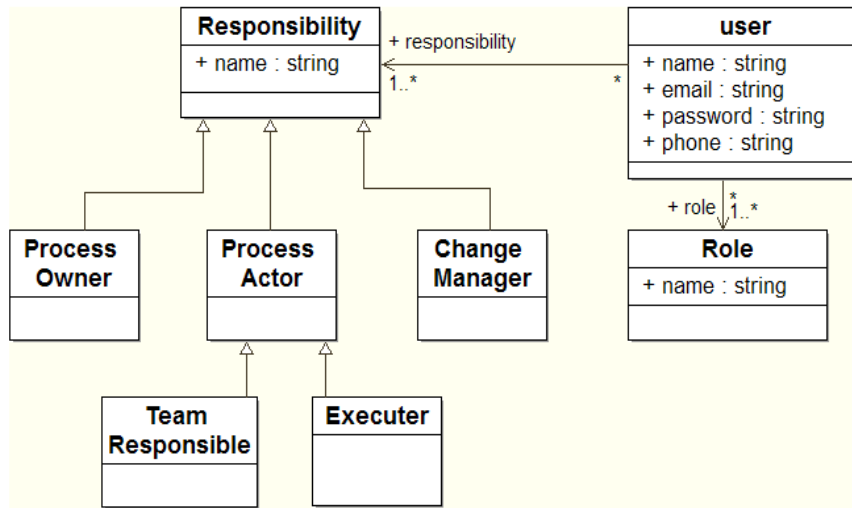 Responsibility
+ name : string
+ responsibility
1..*
*
user
+ name : string
+ email : string
+ password : string
+ phone : string
+ role
*
1..*
Process
Owner
Process
Actor
Change
Manager
Role
+ name : string
Team
Responsible
Executer